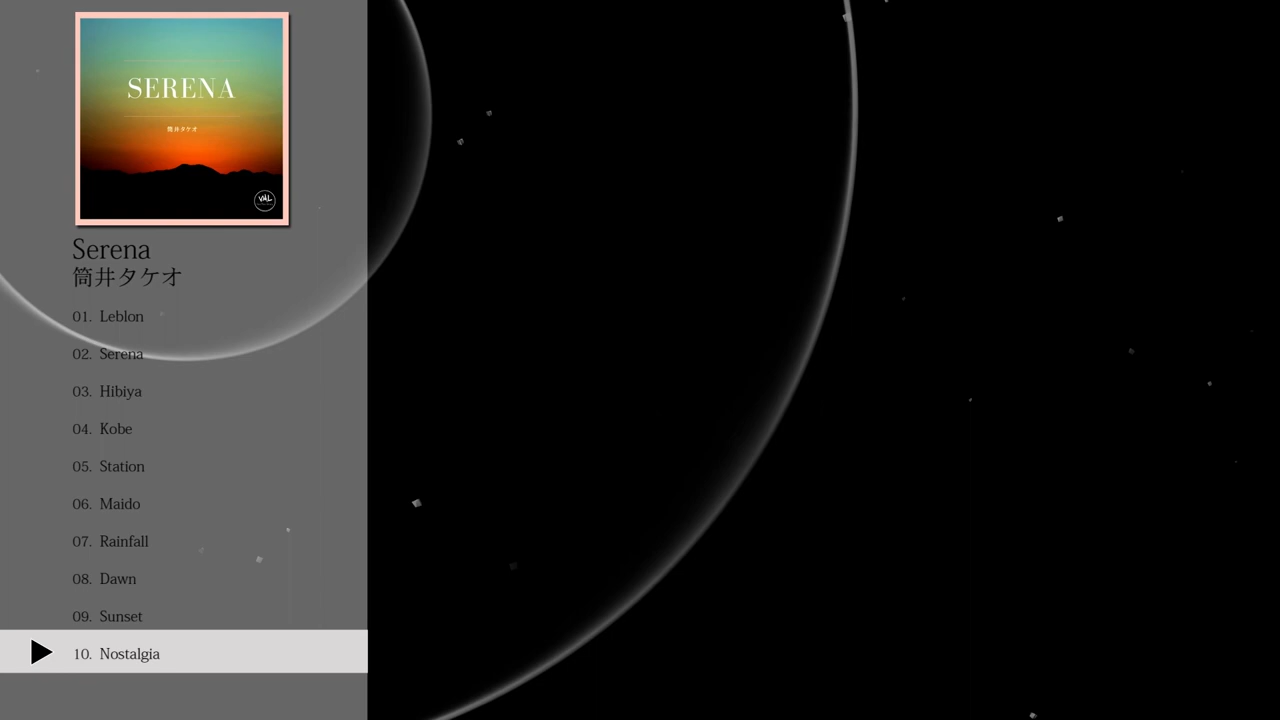 SERENA
筒井タケオ
VAL
Serena
筒井タケオ
01. Leblon
02. Serena
03. Hibiya
04. Kobe
05. Station
06. Maido
07. Rainfall
08. Dawn
09. Sunset
10. Nostalgia